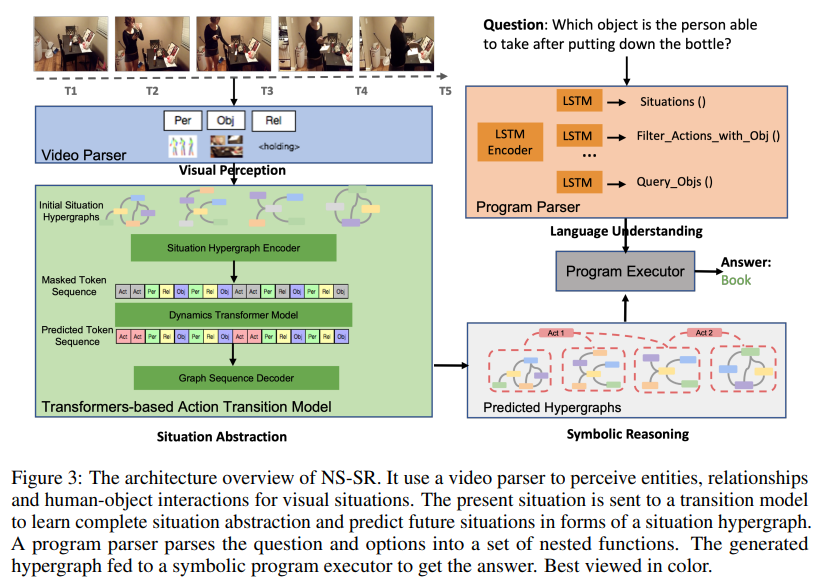 Question: Which object is the person able
to take after putting down the bottle?
T1 T2 T3 T4 T5
Per Obj Rel
<holding>
Video Parser
Visual Perception
LSTM Encoder
LSTM Situations ()
LSTM Filter_Actions_with_Obj ()
...
LSTM Query_Objs ()
Program Parser
Language Understanding
Initial Situation
Hypergraphs
Situation Hypergraph Encoder
Masked Token
Sequence
Act Act Per Rel Obj Per Rel Obj Act Act Per Rel Obj Per Rel Obj
Dynamics Transformer Model
Predicted Token
Sequence
Act Act Per Rel Obj Per Rel Obj Act Act Per Rel Obj Per Rel Obj
Graph Sequence Decoder
Transformers-based Action Transition Model
Situation Abstraction
Program Executor
Answer:
Book
Act 1 Act 2
Predicted Hypergraphs
Symbolic Reasoning
Figure 3: The architecture overview of NS-SR. It use a video parser to perceive entities, relationships
and human-object interactions for visual situations. The present situation is sent to a transition model
to learn complete situation abstraction and predict future situations in forms of a situation hypergraph.
A program parser parses the question and options into a set of nested functions. The generated
hypergraph fed to a symbolic program executor to get the answer. Best viewed in color.